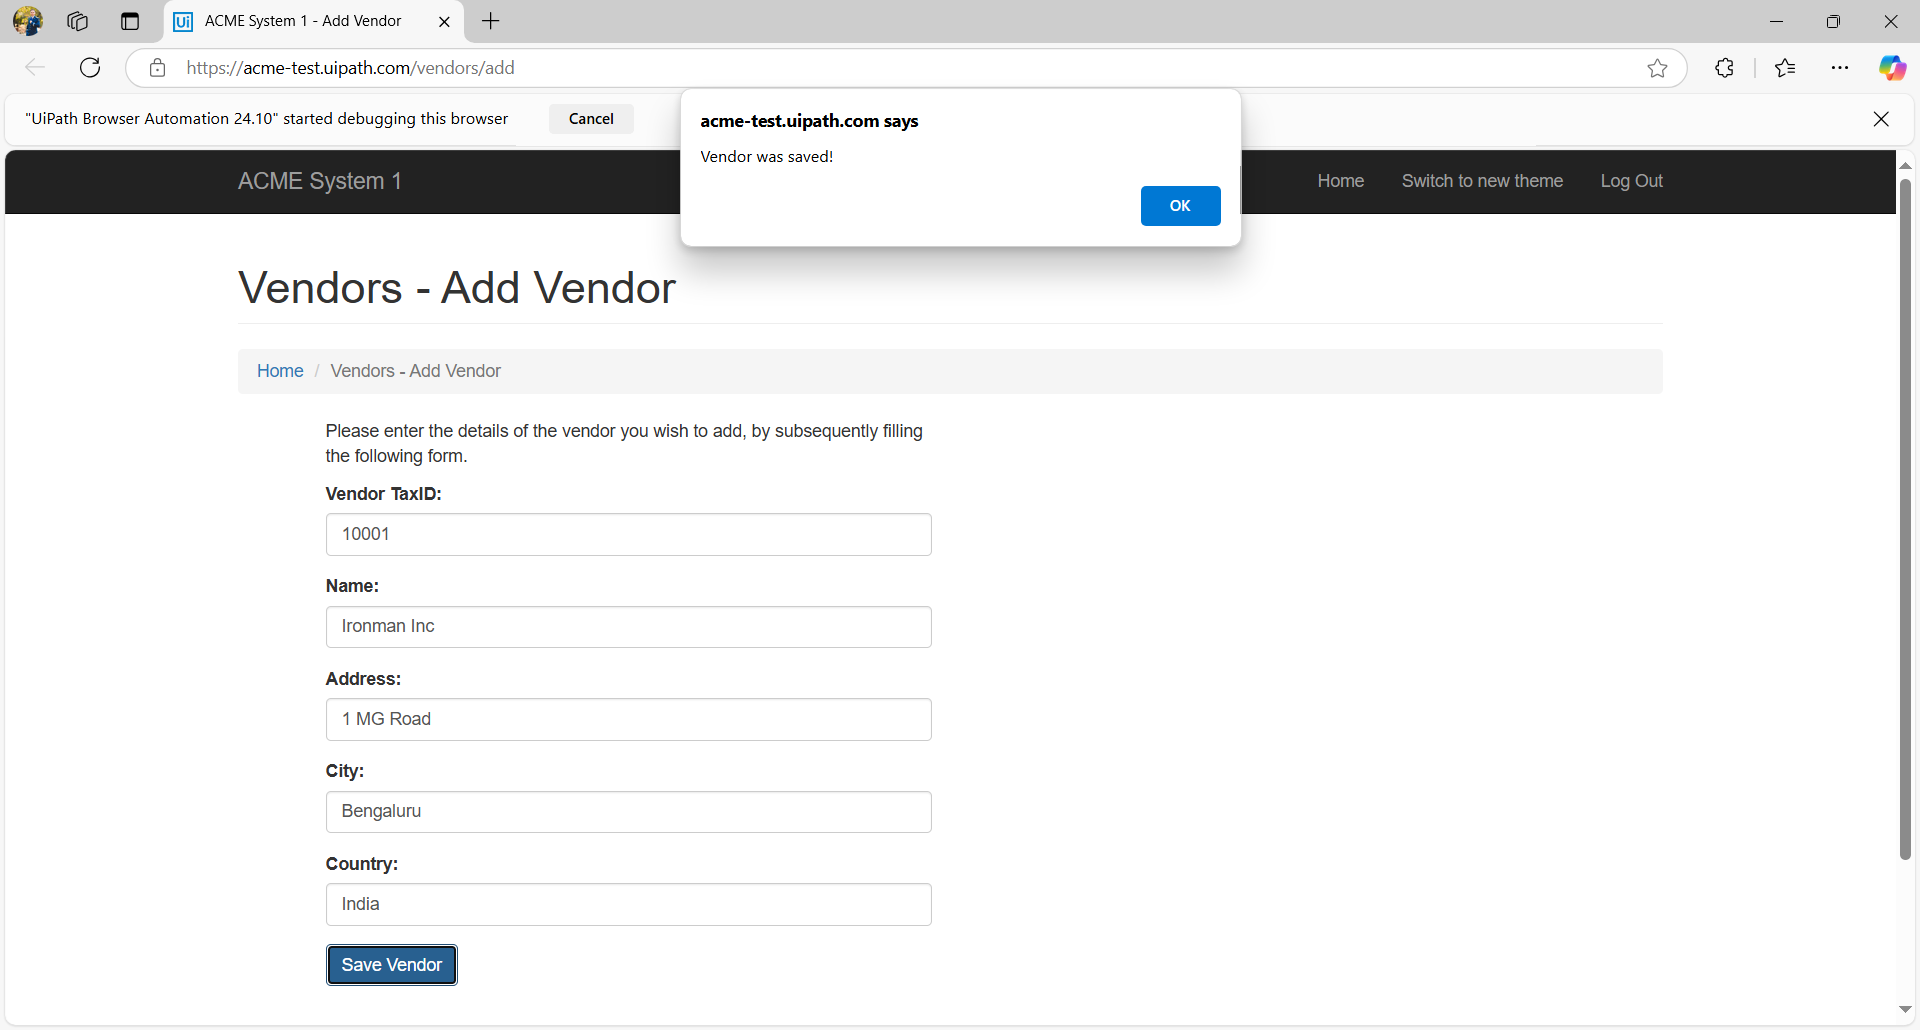 ACME System 1 - Add Vendor
https://acme-test.uipath.com/vendors/add
"UiPath Browser Automation 24.10" started debugging this browser
Cancel
acme-test.uipath.com says
Vendor was saved!
OK
ACME System 1
Home
Switch to new theme
Log Out
Vendors - Add Vendor
Home / Vendors - Add Vendor
Please enter the details of the vendor you wish to add, by subsequently filling
the following form.
Vendor TaxID:
10001
Name:
Ironman Inc
Address:
1 MG Road
City:
Bengaluru
Country:
India
Save Vendor